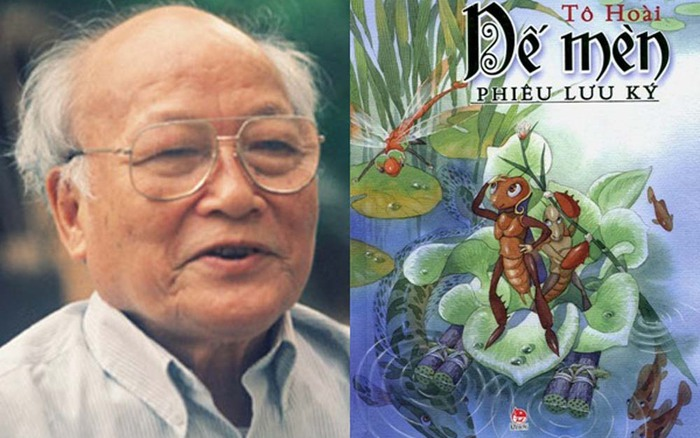 Tô Hoài
Dế mèn
PHIÊU LƯU KÝ